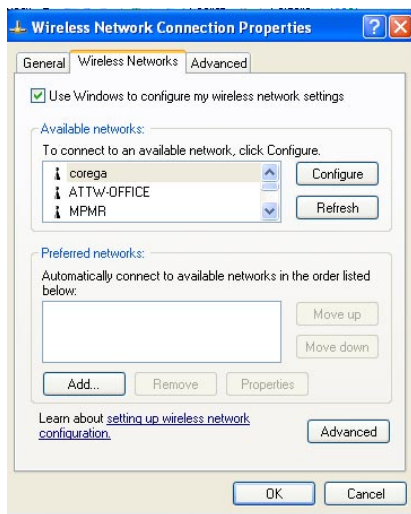 Wireless Network Connection Properties
General Wireless Networks Advanced
Use Windows to configure my wireless network settings
Available networks:
To connect to an available network, click Configure.
corega
ATTW-OFFICE
MPMR
Configure
Refresh
Preferred networks:
Automatically connect to available networks in the order listed
below:
Move up
Move down
Add... Remove Properties
Learn about setting up wireless network
configuration.
Advanced
OK Cancel